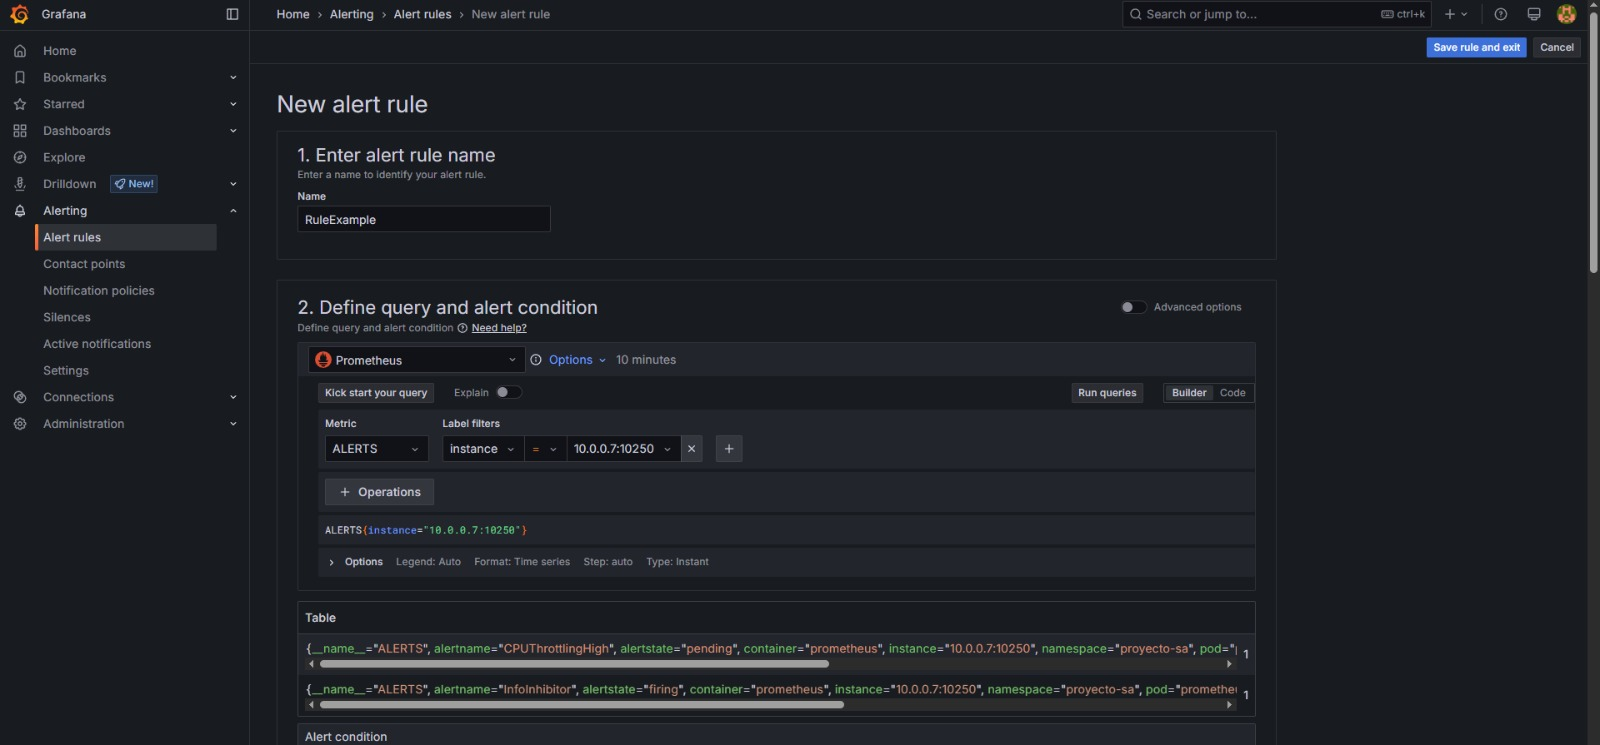 Grafana
Home › Alerting › Alert rules › New alert rule
Search or jump to...
ctrl+k
Save rule and exit
Cancel
Home
Bookmarks
Starred
Dashboards
Explore
Drilldown
New!
Alerting
Alert rules
Contact points
Notification policies
Silences
Active notifications
Settings
Connections
Administration
New alert rule
1. Enter alert rule name
Enter a name to identify your alert rule.
Name
RuleExample
2. Define query and alert condition
Advanced options
Define query and alert condition
Need help?
Prometheus
Options
10 minutes
Kick start your query
Explain
Run queries
Builder
Code
Metric
Label filters
ALERTS
instance
=
10.0.0.7:10250
+ Operations
ALERTS{instance="10.0.0.7:10250"}
Options Legend: Auto Format: Time series Step: auto Type: Instant
Table
{__name__="ALERTS", alertname="CPUThrottlingHigh", alertstate="pending", container="prometheus", instance="10.0.0.7:10250", namespace="proyecto-sa", pod="
1
{__name__="ALERTS", alertname="InfoInhibitor", alertstate="firing", container="prometheus", instance="10.0.0.7:10250", namespace="proyecto-sa", pod="promethe
1
Alert condition